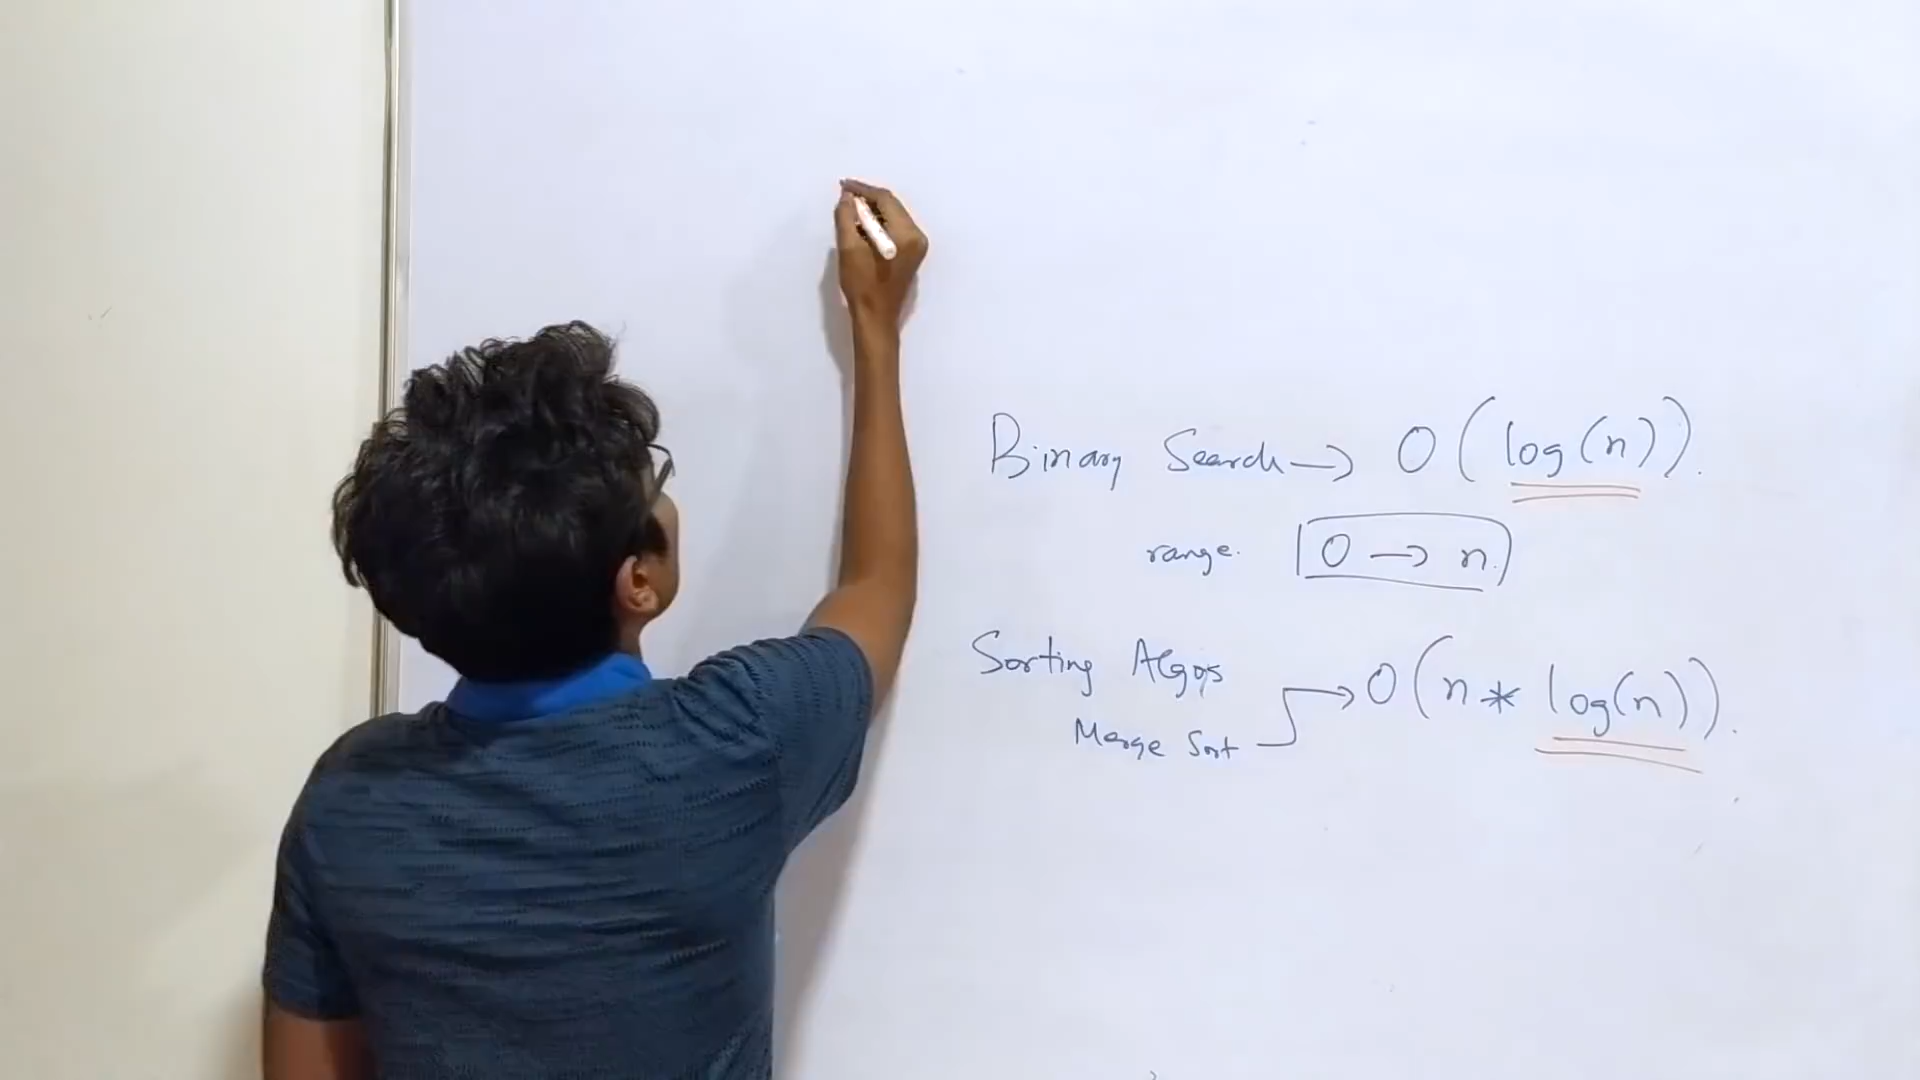 Binary Search → O(log(n)).
range. 0 → n.
Sorting Algos
Merge Sort → O(n * log(n)).